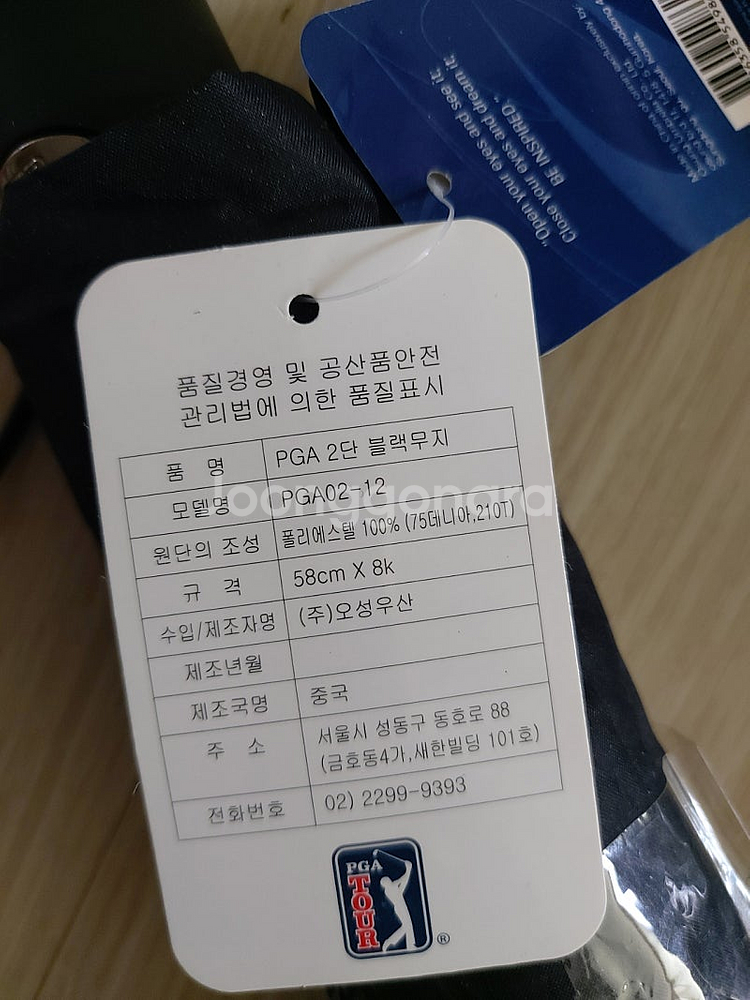 품질경영 및 공산품안전
관리법에 의한 품질표시
품 명 PGA 2단 블랙무지
모델명 PGA02-12
원단의 조성 폴리에스텔 100% (75데니아,210T)
규 격 58cm X 8k
수입/제조자명 (주)오성우산
제조년월
제조국명 중국
주 소 서울시 성동구 동호로 88
(금호동4가,새한빌딩 101호)
전화번호 02) 2299-9393
PGA
TOUR
®
"Open your eyes and see it
Close your eyes and dream it
BE INSPIRED"
joonggonara